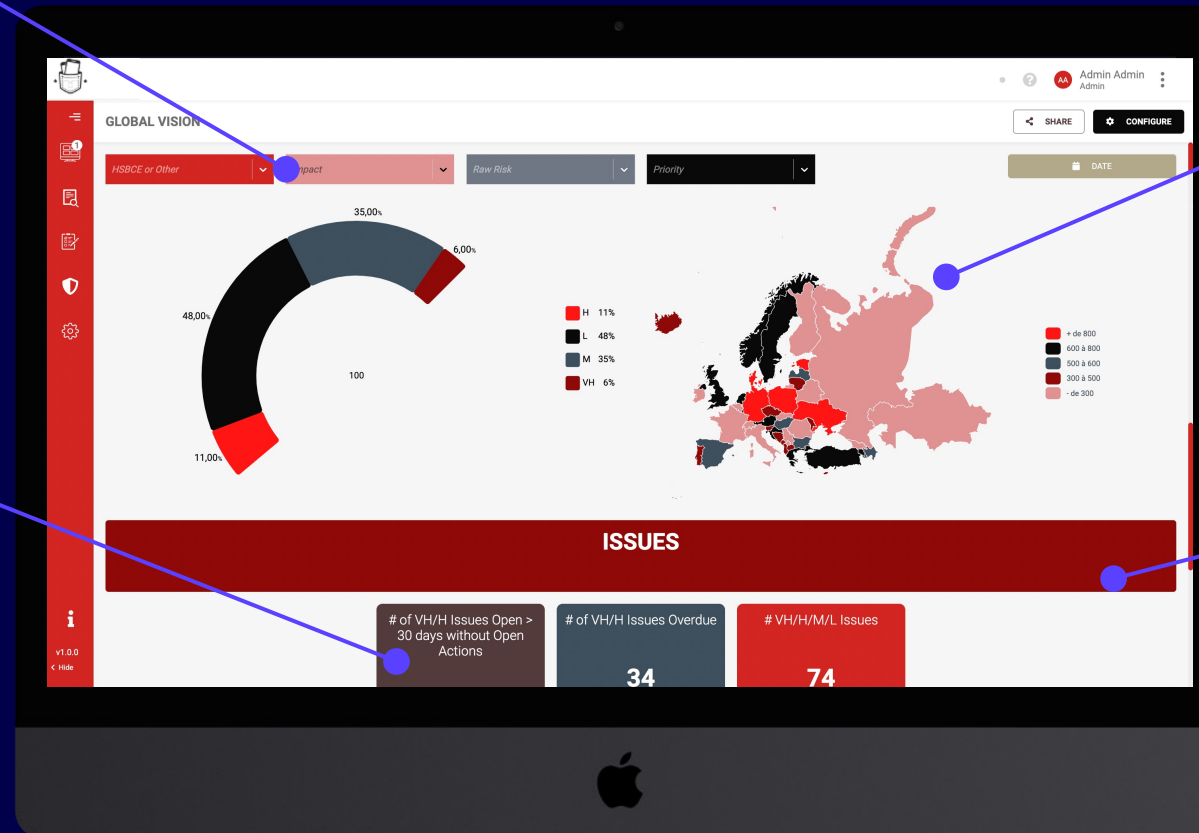 AA
Admin Admin
Admin
GLOBAL VISION
SHARE
CONFIGURE
1
HSBCE or Other
Impact
Raw Risk
Priority
DATE
35,00%
6,00%
48,00%
100
11,00%
H 11%
L 48%
M 35%
VH 6%
+ de 800
600 à 800
500 à 600
300 à 500
- de 300
ISSUES
# of VH/H Issues Open >
30 days without Open
Actions
# of VH/H Issues Overdue
34
# VH/H/M/L Issues
74
v1.0.0
< Hide